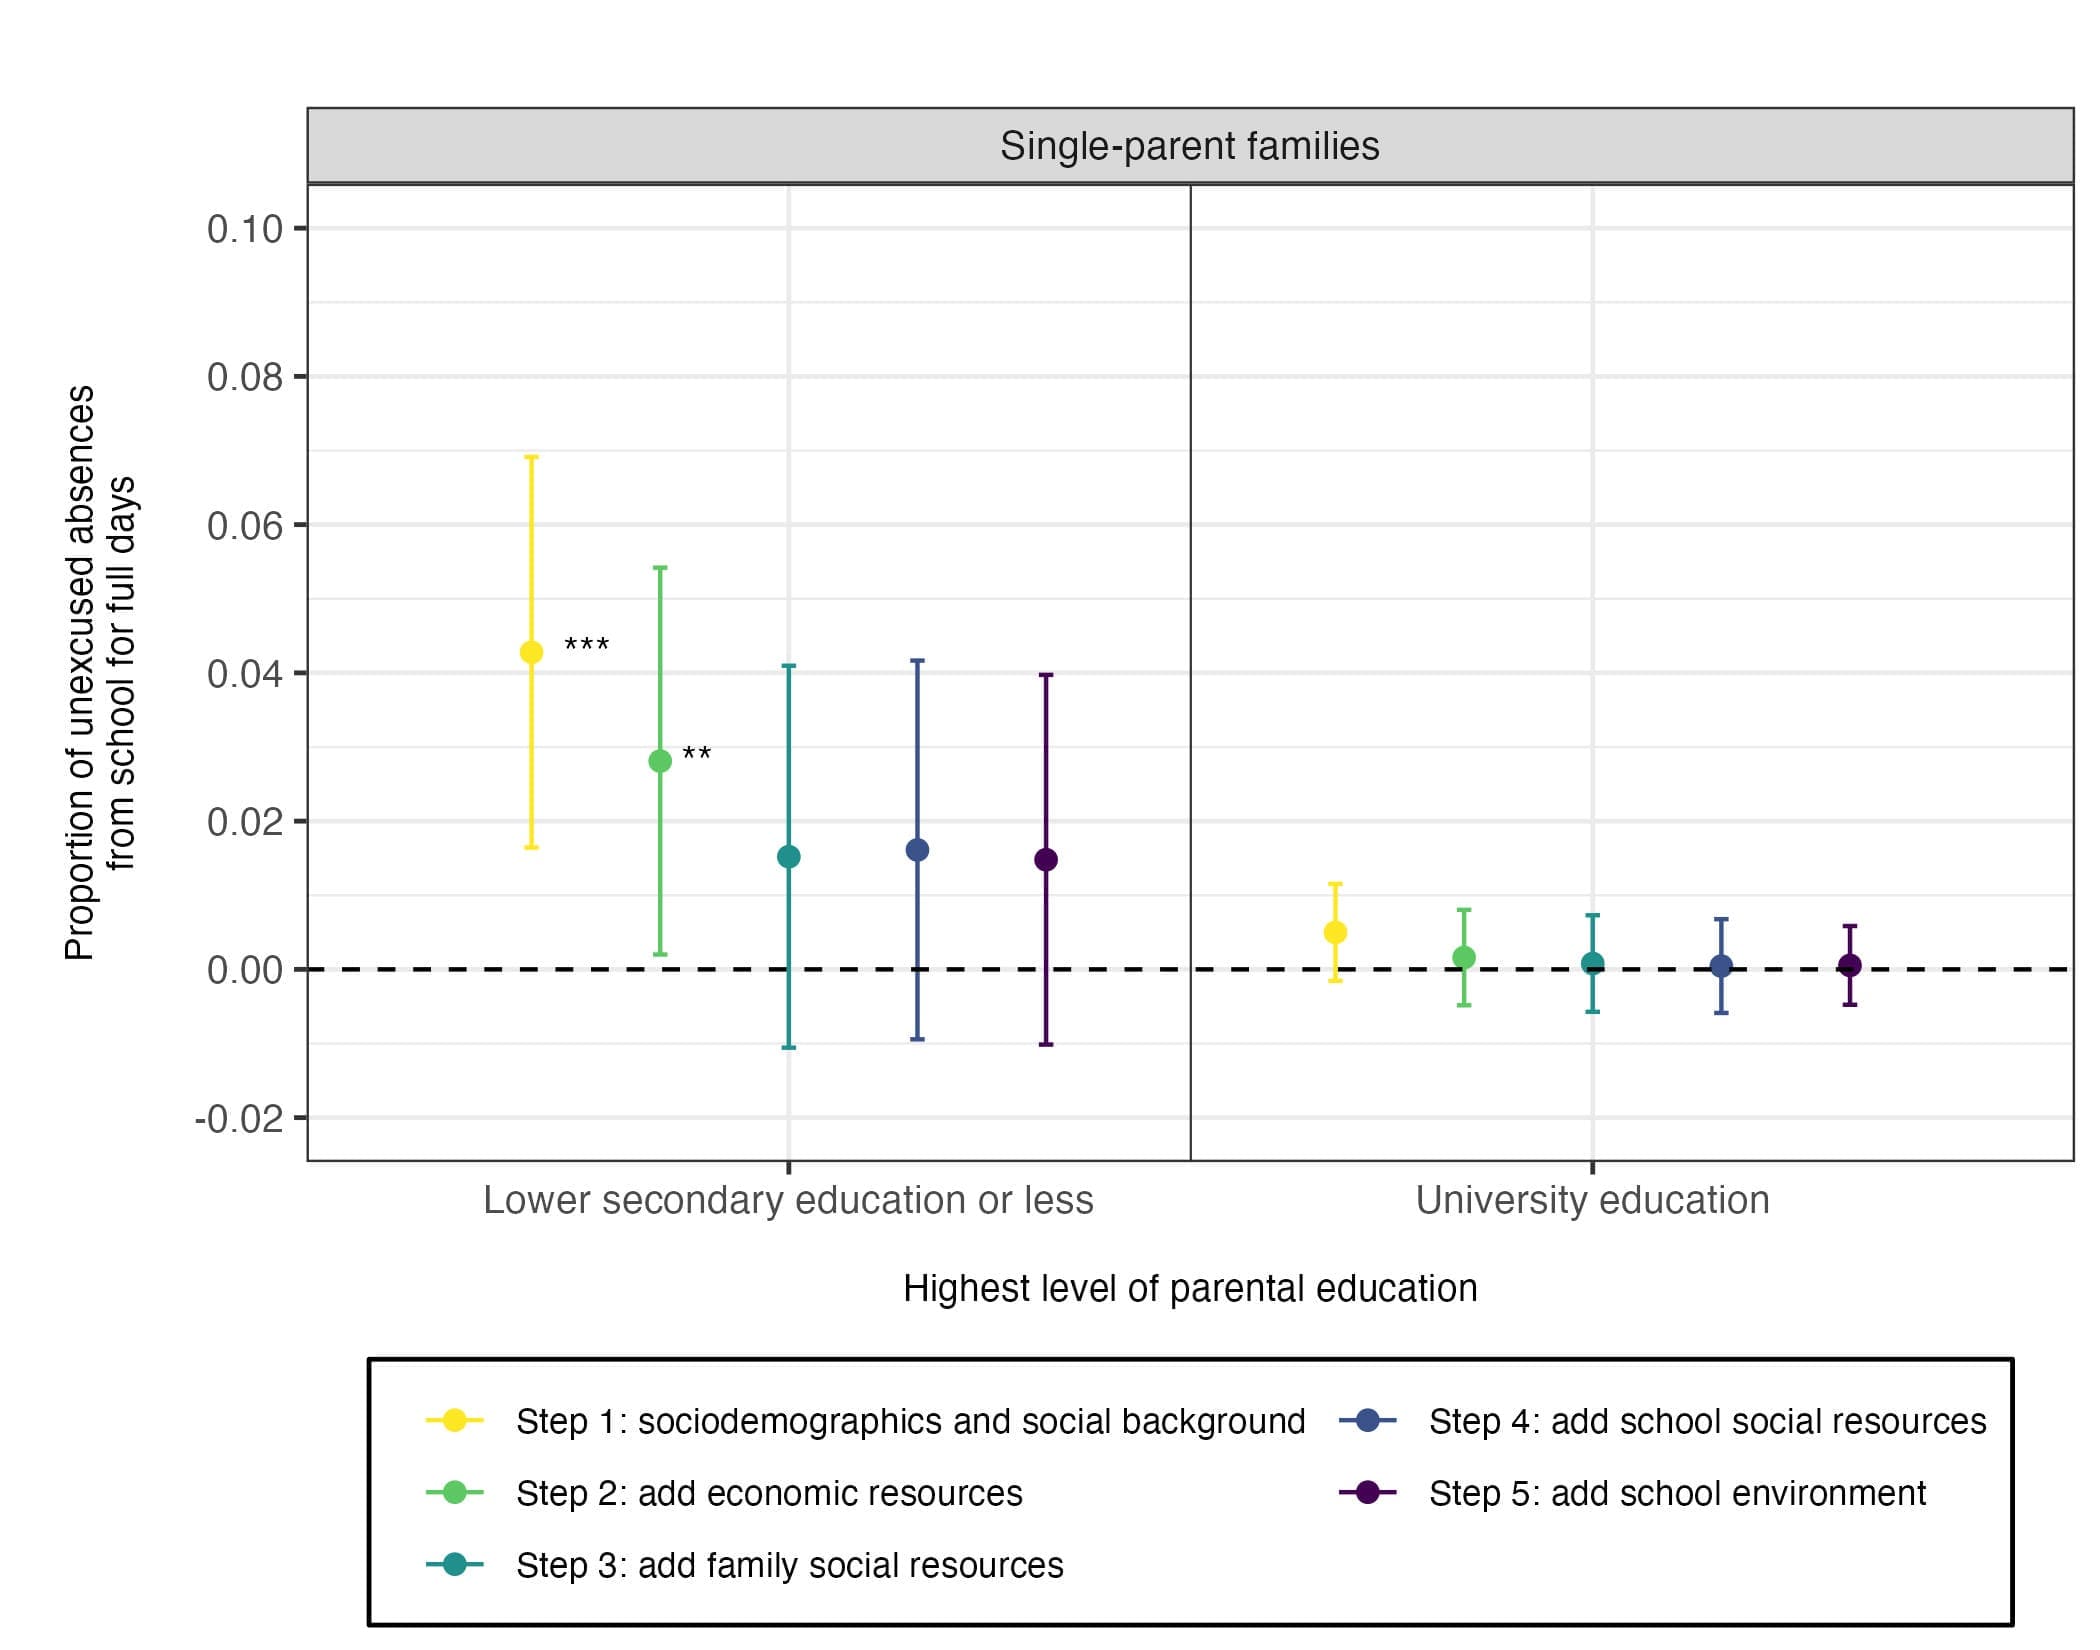 Single-parent families
0.10
0.08
0.06
0.04
0.02
0.00
-0.02
Proportion of unexcused absences
from school for full days
***
**
Lower secondary education or less
University education
Highest level of parental education
Step 1: sociodemographics and social background
Step 2: add economic resources
Step 3: add family social resources
Step 4: add school social resources
Step 5: add school environment